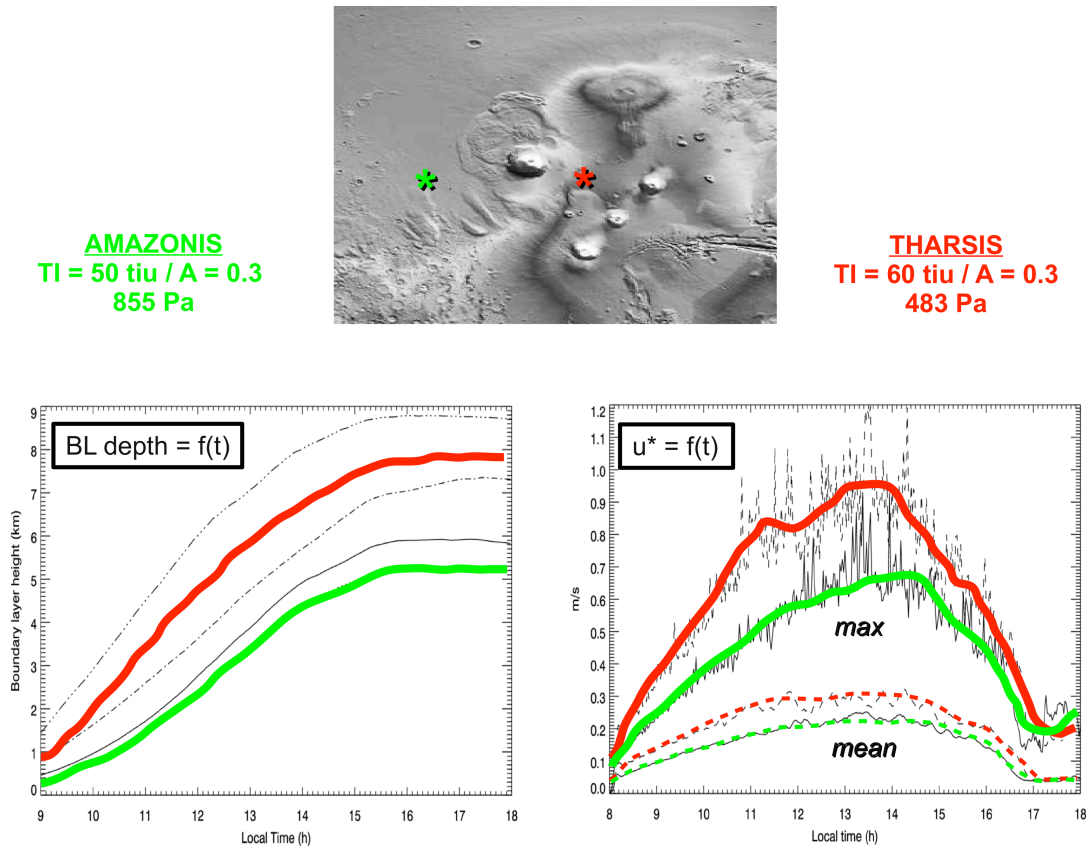 *
*
AMAZONIS
TI = 50 tiu / A = 0.3
855 Pa
THARSIS
TI = 60 tiu / A = 0.3
483 Pa
BL depth = f(t)
Boundary layer height (km)
9
8
7
6
5
4
3
2
1
0
9 10 11 12 13 14 15 16 17 18
Local Time (h)
u* = f(t)
m/s
1.2
1.1
1.0
0.9
0.8
0.7
0.6
0.5
0.4
0.3
0.2
0.1
0.0
max
mean
8 9 10 11 12 13 14 15 16 17 18
Local time (h)